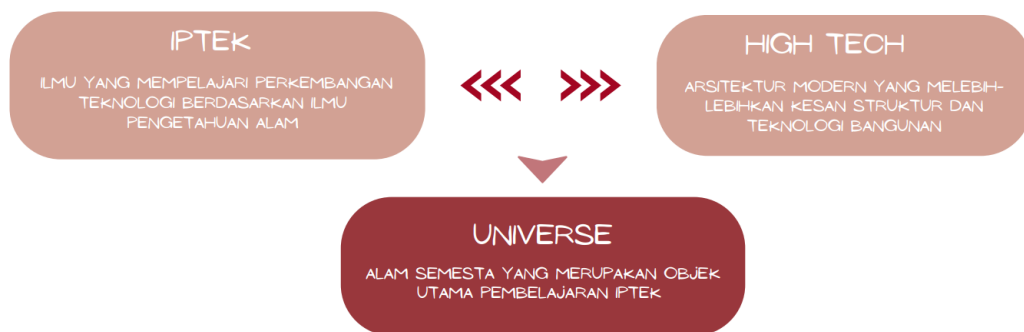 IPTEK
ILMU YANG MEMPELAJARI PERKEMBANGAN
TEKNOLOGI BERDASARKAN ILMU
PENGETAHUAN ALAM
HIGH TECH
ARSITEKTUR MODERN YANG MELEBIH-
LEBIHKAN KESAN STRUKTUR DAN
TEKNOLOGI BANGUNAN
UNIVERSE
ALAM SEMESTA YANG MERUPAKAN OBJEK
UTAMA PEMBELAJARAN IPTEK